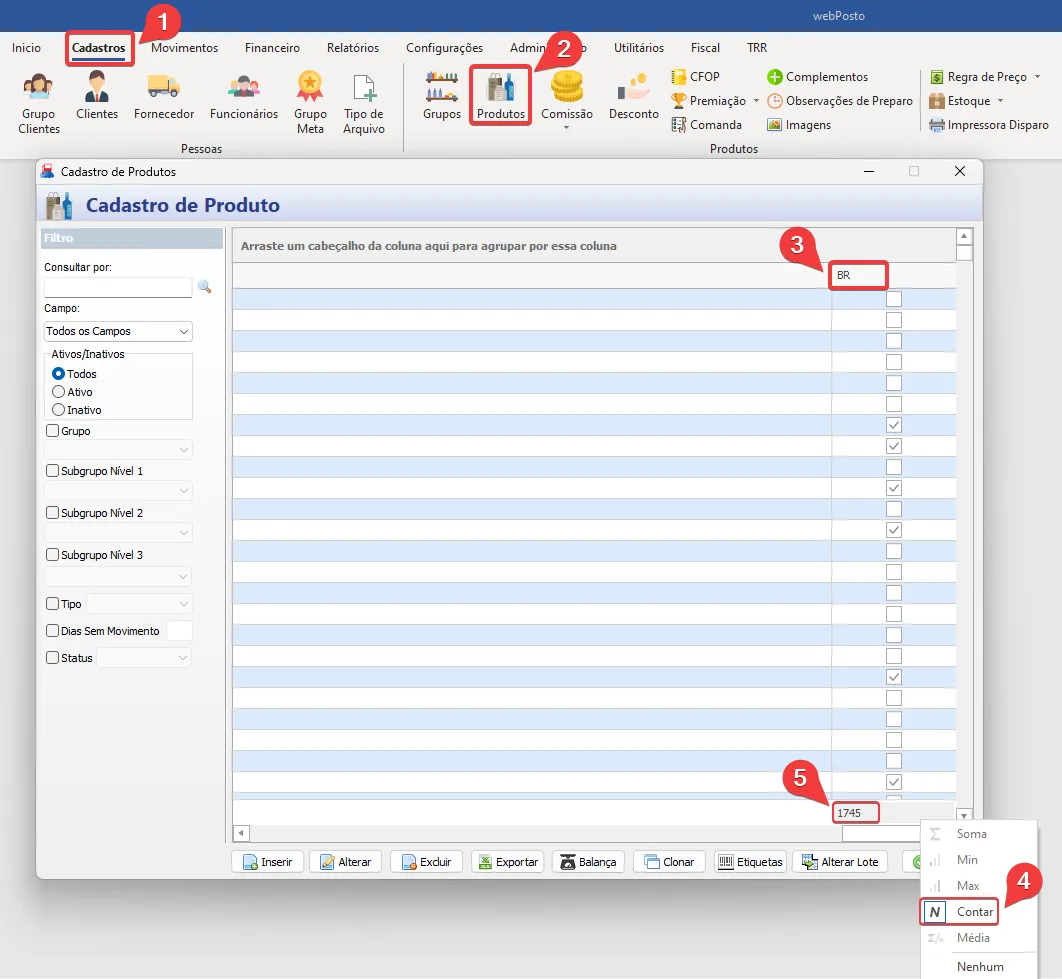 webPosto
1
Inicio Cadastros Movimentos Financeiro Relatórios Configurações Admin Utilitários Fiscal TRR
2
Grupo Clientes
Clientes
Fornecedor
Funcionários
Grupo Meta
Tipo de Arquivo
Pessoas
Grupos
Produtos
Comissão
Desconto
CFOP
Premiação
Comanda
Complementos
Observações de Preparo
Imagens
Produtos
Regra de Preço
Estoque
Impressora Disparo
Cadastro de Produtos
Cadastro de Produto
Filtro
Consultar por:
Campo:
Todos os Campos
Ativos/Inativos
Todos
Ativo
Inativo
Grupo
Subgrupo Nível 1
Subgrupo Nível 2
Subgrupo Nível 3
Tipo
Dias Sem Movimento
Status
Arraste um cabeçalho da coluna aqui para agrupar por essa coluna
3
BR
5
1745
Inserir Alterar Excluir Exportar Balança Clonar Etiquetas Alterar Lote
Soma
Min
Max
4
N Contar
Média
Nenhum